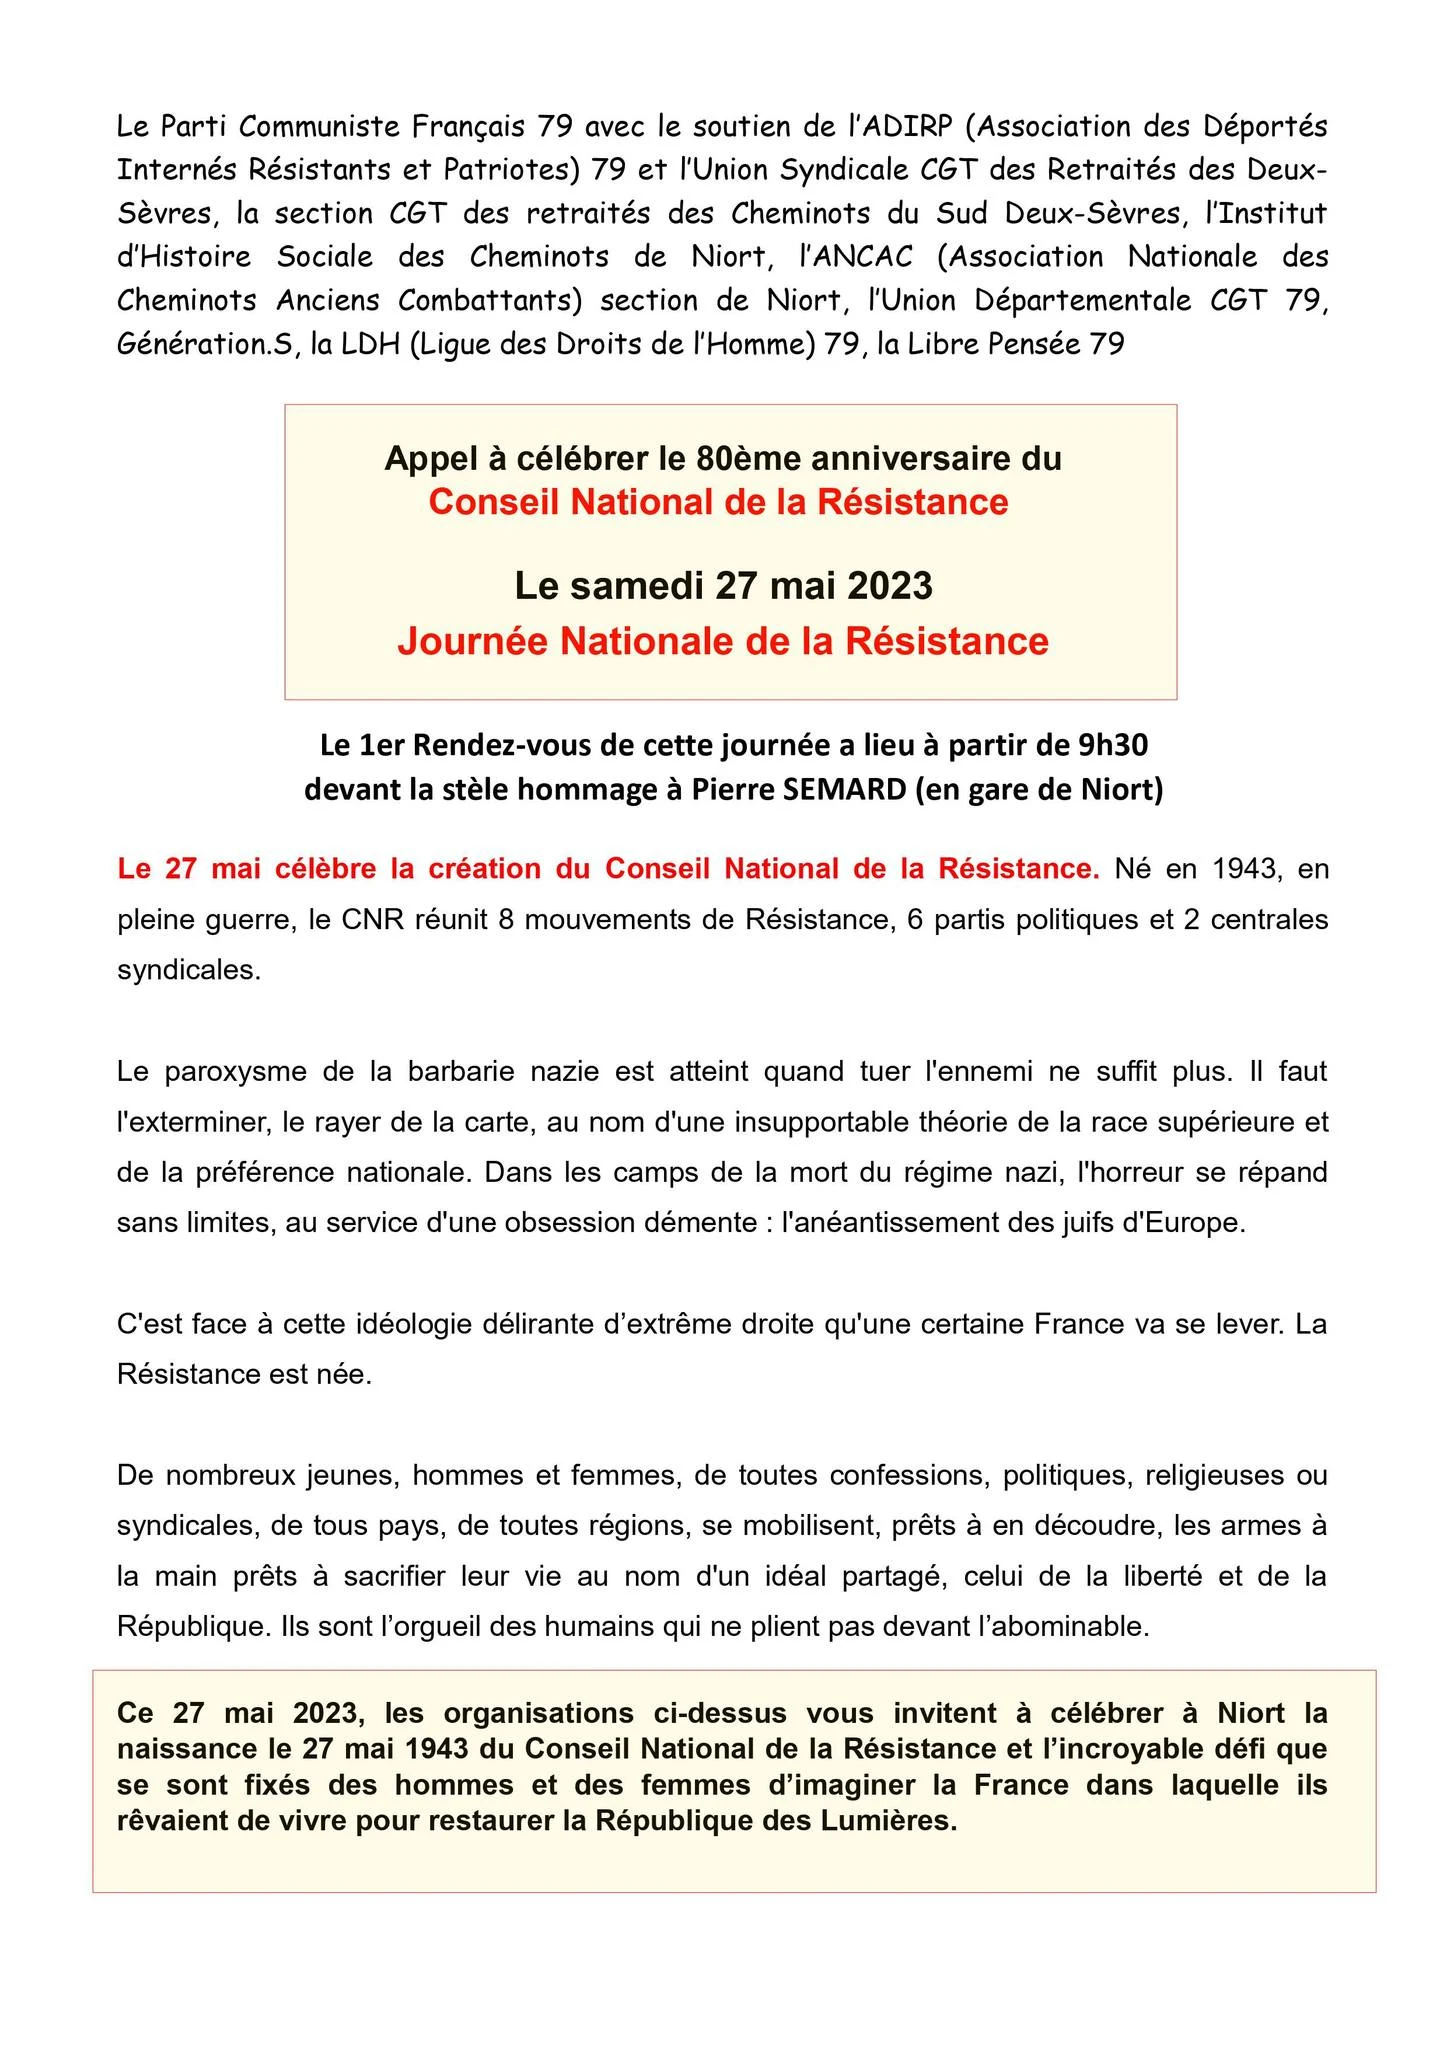 Le Parti Communiste Français 79 avec le soutien de l'ADIRP (Association des Déportés
Internés Résistants et Patriotes) 79 et l'Union Syndicale CGT des Retraités des Deux-
Sèvres, la section CGT des retraités des Cheminots du Sud Deux-Sèvres, l'Institut
d'Histoire Sociale des Cheminots de Niort, l'ANCAC (Association Nationale des
Cheminots Anciens Combattants) section de Niort, l'Union Départementale CGT 79,
Génération.S, la LDH (Ligue des Droits de l'Homme) 79, la Libre Pensée 79
Appel à célébrer le 80ème anniversaire du
Conseil National de la Résistance
Le samedi 27 mai 2023
Journée Nationale de la Résistance
Le 1er Rendez-vous de cette journée a lieu à partir de 9h30
devant la stèle hommage à Pierre SEMARD (en gare de Niort)
Le 27 mai célèbre la création du Conseil National de la Résistance. Né en 1943, en
pleine guerre, le CNR réunit 8 mouvements de Résistance, 6 partis politiques et 2 centrales
syndicales.
Le paroxysme de la barbarie nazie est atteint quand tuer l'ennemi ne suffit plus. Il faut
l'exterminer, le rayer de la carte, au nom d'une insupportable théorie de la race supérieure et
de la préférence nationale. Dans les camps de la mort du régime nazi, l'horreur se répand
sans limites, au service d'une obsession démente : l'anéantissement des juifs d'Europe.
C'est face à cette idéologie délirante d’extrême droite qu'une certaine France va se lever. La
Résistance est née.
De nombreux jeunes, hommes et femmes, de toutes confessions, politiques, religieuses ou
syndicales, de tous pays, de toutes régions, se mobilisent, prêts à en découdre, les armes à
la main prêts à sacrifier leur vie au nom d'un idéal partagé, celui de la liberté et de la
République. Ils sont l’orgueil des humains qui ne plient pas devant l’abominable.
Ce 27 mai 2023, les organisations ci-dessus vous invitent à célébrer à Niort la
naissance le 27 mai 1943 du Conseil National de la Résistance et l’incroyable défi que
se sont fixés des hommes et des femmes d’imaginer la France dans laquelle ils
rêvaient de vivre pour restaurer la République des Lumières.